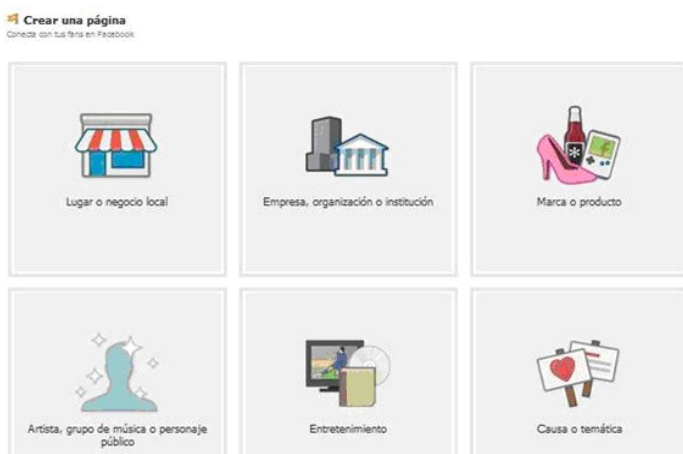 Crear una página
Conecta con tus fans en Facebook
Lugar o negocio local
Empresa, organización o institución
Marca o producto
Artista, grupo de música o personaje
público
Entretenimiento
Causa o temática